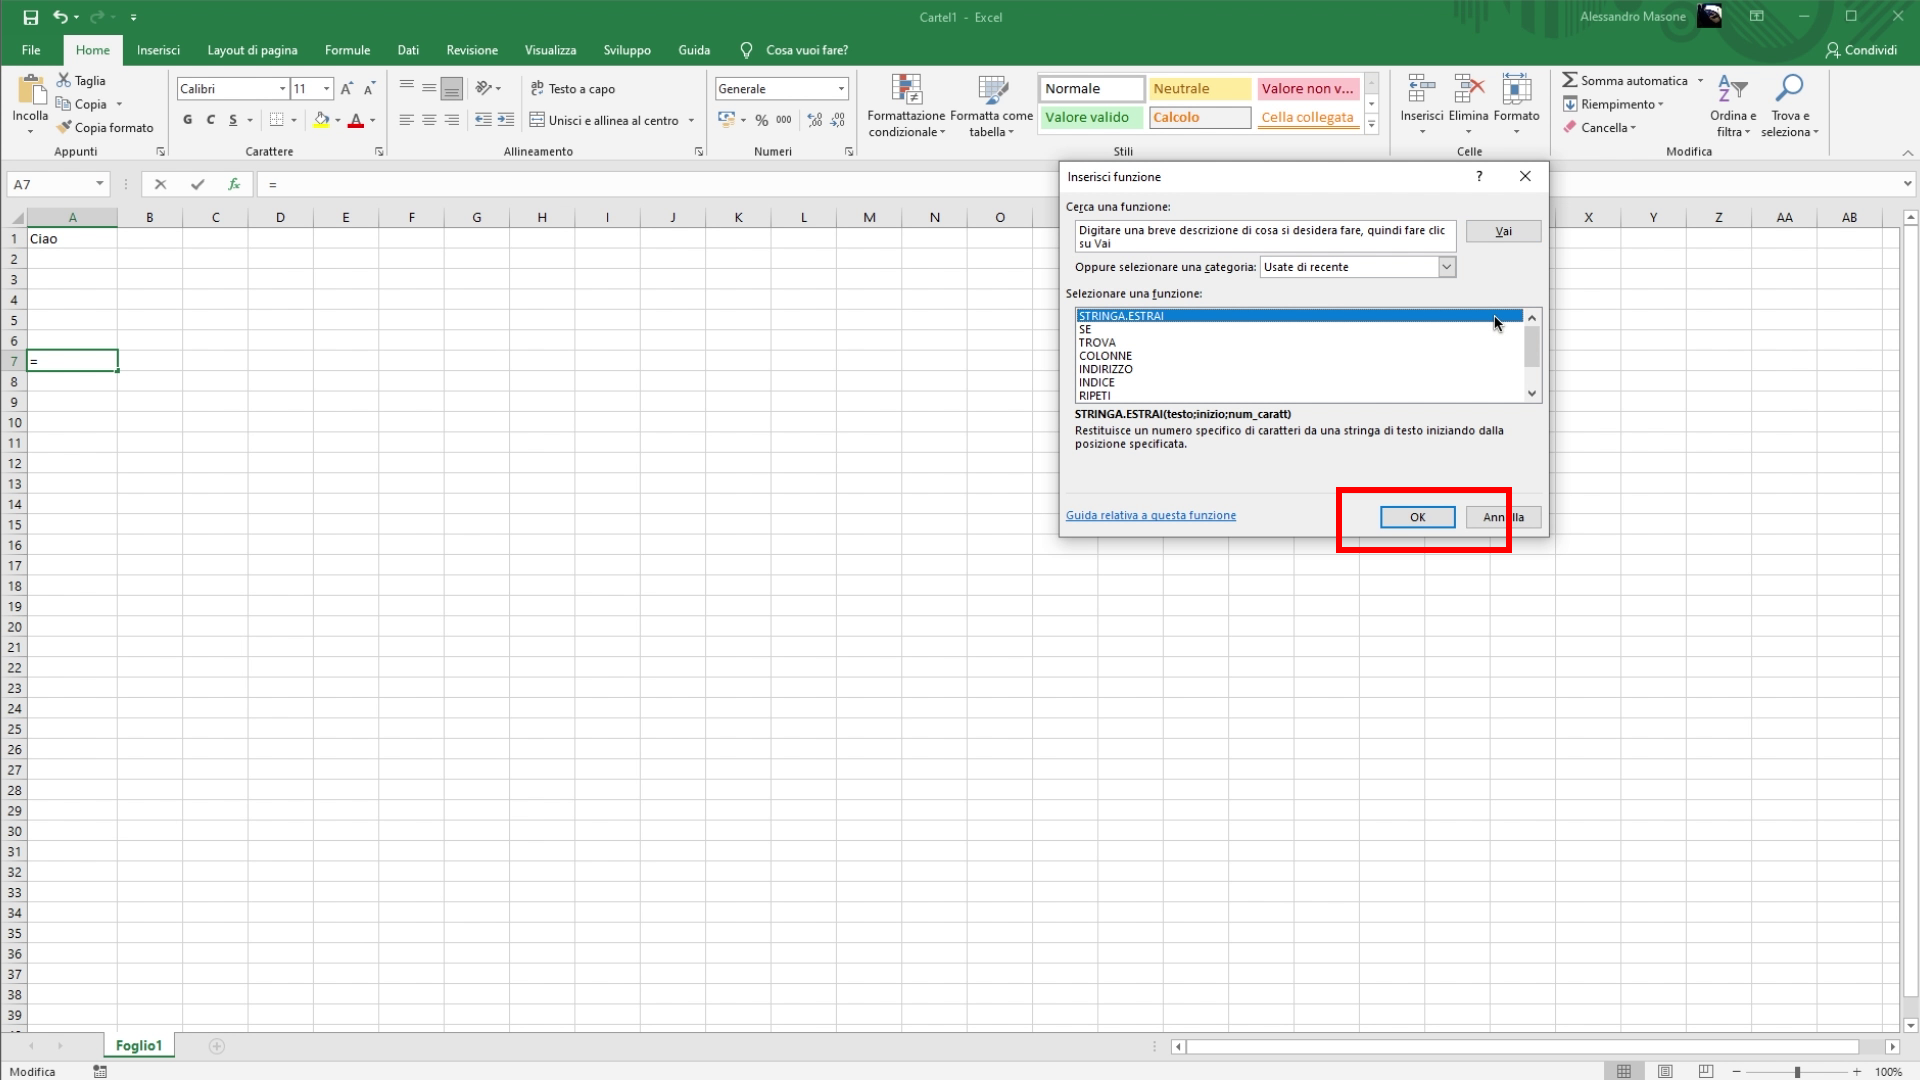 Cartel1 - Excel
Alessandro Masone
File Home Inserisci Layout di pagina Formule Dati Revisione Visualizza Sviluppo Guida Cosa vuoi fare? Condividi
Incolla
Taglia
Copia
Copia formato
Appunti
Calibri 11
G C S
Carattere
Testo a capo
Unisci e allinea al centro
Allineamento
Generale
% 000
Numeri
Formattazione condizionale
Formatta come tabella
Normale Neutrale Valore non v...
Valore valido Calcolo Cella collegata
Stili
Inserisci Elimina Formato
Celle
Somma automatica
Riempimento
Cancella
Ordina e filtra
Trova e seleziona
Modifica
A7 fx =
Inserisci funzione ?
Cerca una funzione:
Digitare una breve descrizione di cosa si desidera fare, quindi fare clic
su Vai
Vai
Oppure selezionare una categoria: Usate di recente
Selezionare una funzione:
STRINGA.ESTRAI
SE
TROVA
COLONNE
INDIRIZZO
INDICE
RIPETI
STRINGA.ESTRAI(testo;inizio;num_caratt)
Restituisce un numero specifico di caratteri da una stringa di testo iniziando dalla
posizione specificata.
Guida relativa a questa funzione
OK Annulla
A B C D E F G H I J K L M N O X Y Z AA AB
1 Ciao
2
3
4
5
6
7 =
8
9
10
11
12
13
14
15
16
17
18
19
20
21
22
23
24
25
26
27
28
29
30
31
32
33
34
35
36
37
38
39
Foglio1
Modifica
100%